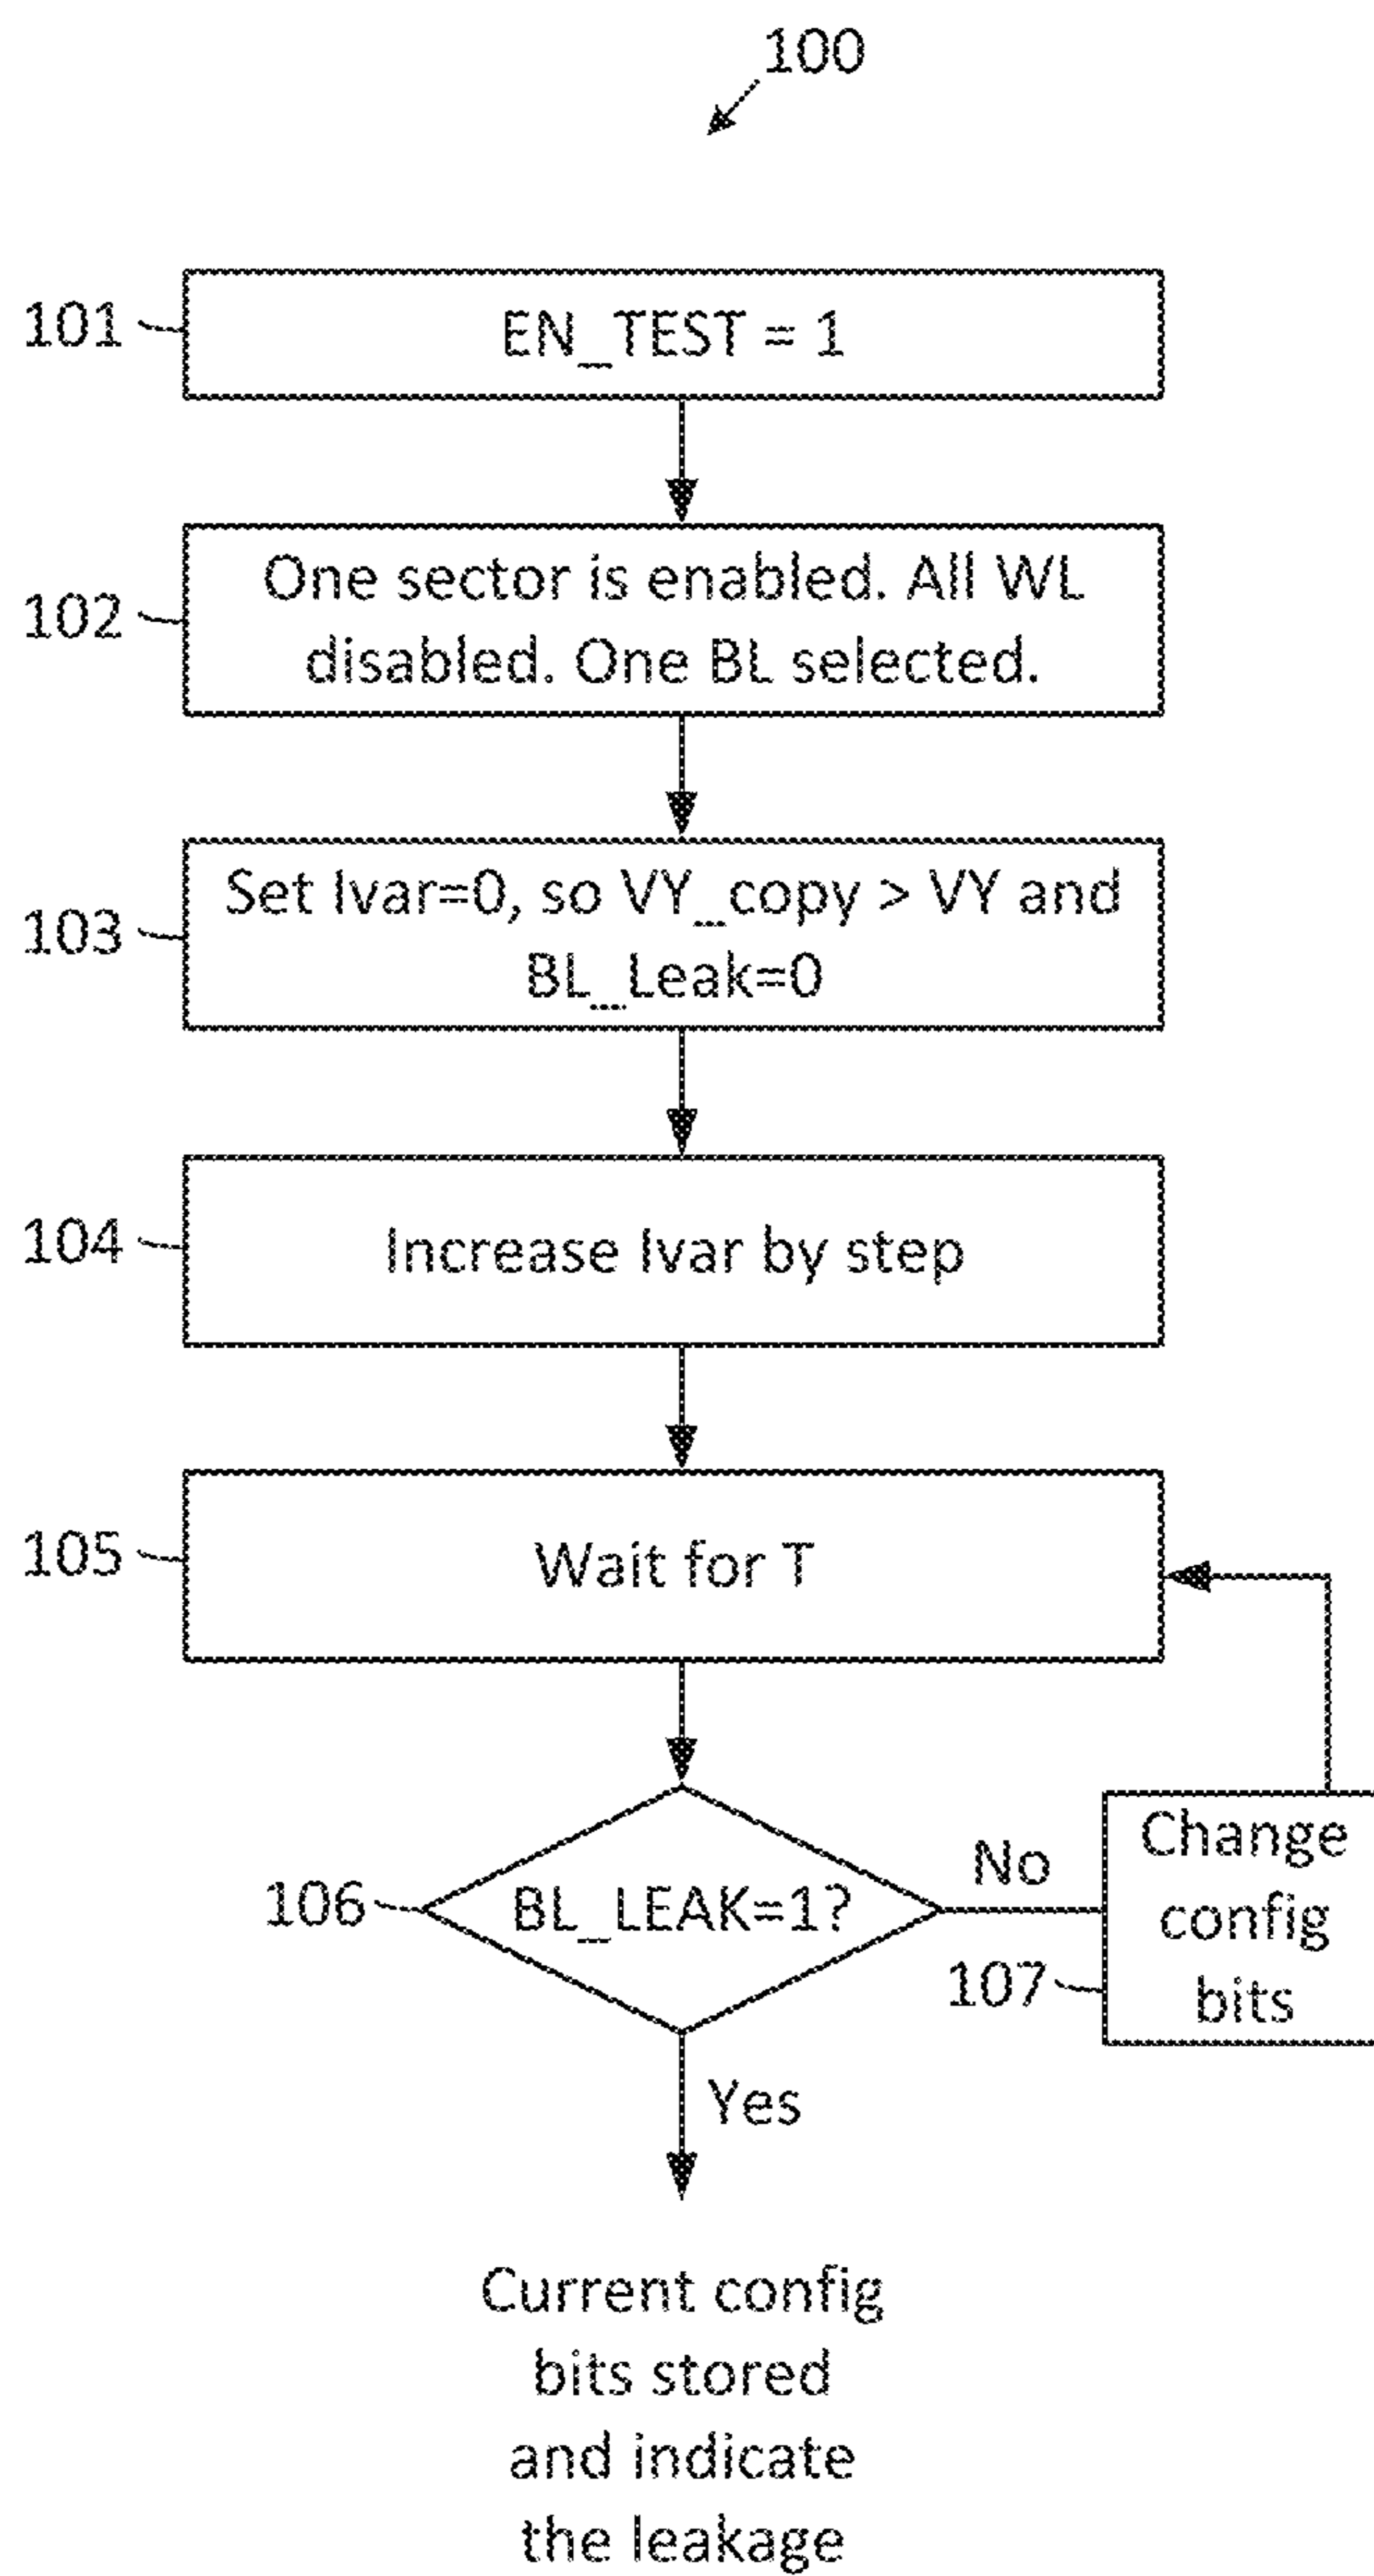 100
101
EN_TEST = 1
102
One sector is enabled. All WL
disabled. One BL selected.
103
Set Ivar=0, so VY_copy > VY and
BL_Leak=0
104
Increase Ivar by step
105
Wait for T
106
BL_LEAK=1?
No
107
Change
config
bits
Yes
Current config
bits stored
and indicate
the leakage